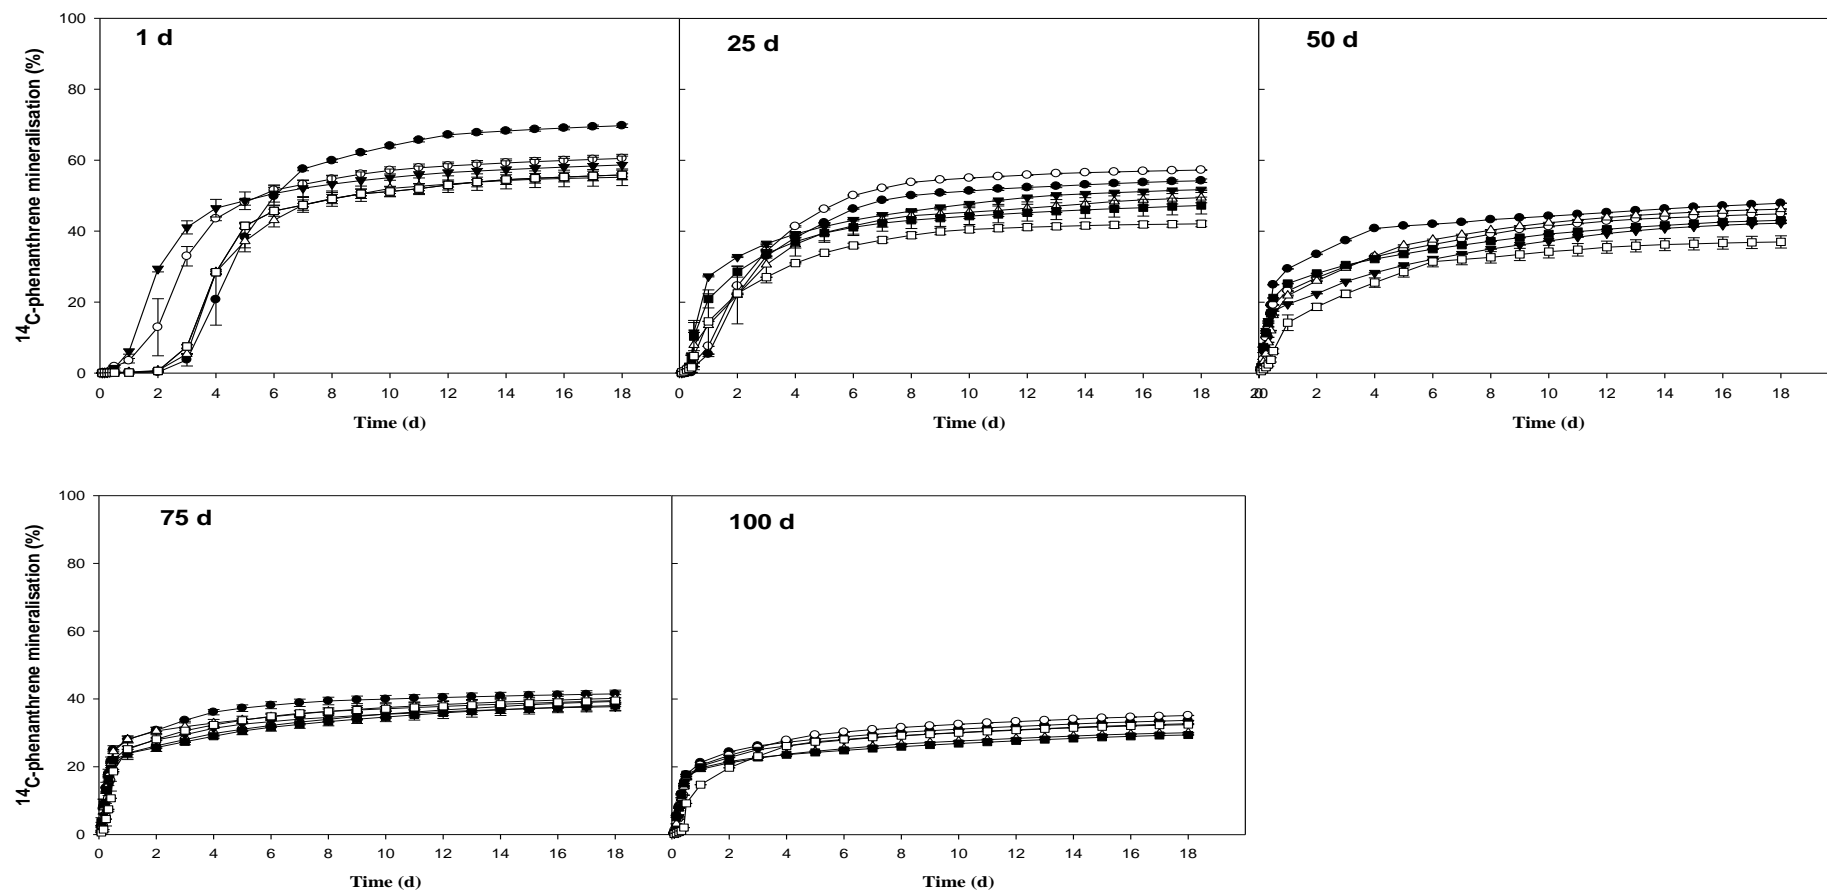 1 d
25 d
50 d
¹⁴C-phenanthrene mineralisation (%)
100
80
60
40
20
0
0 2 4 6 8 10 12 14 16 18
0 2 4 6 8 10 12 14 16 18 20
0 2 4 6 8 10 12 14 16 18
Time (d)
Time (d)
Time (d)
75 d
100 d
¹⁴C-phenanthrene mineralisation (%)
100
80
60
40
20
0
0 2 4 6 8 10 12 14 16 18
0 2 4 6 8 10 12 14 16 18
Time (d)
Time (d)